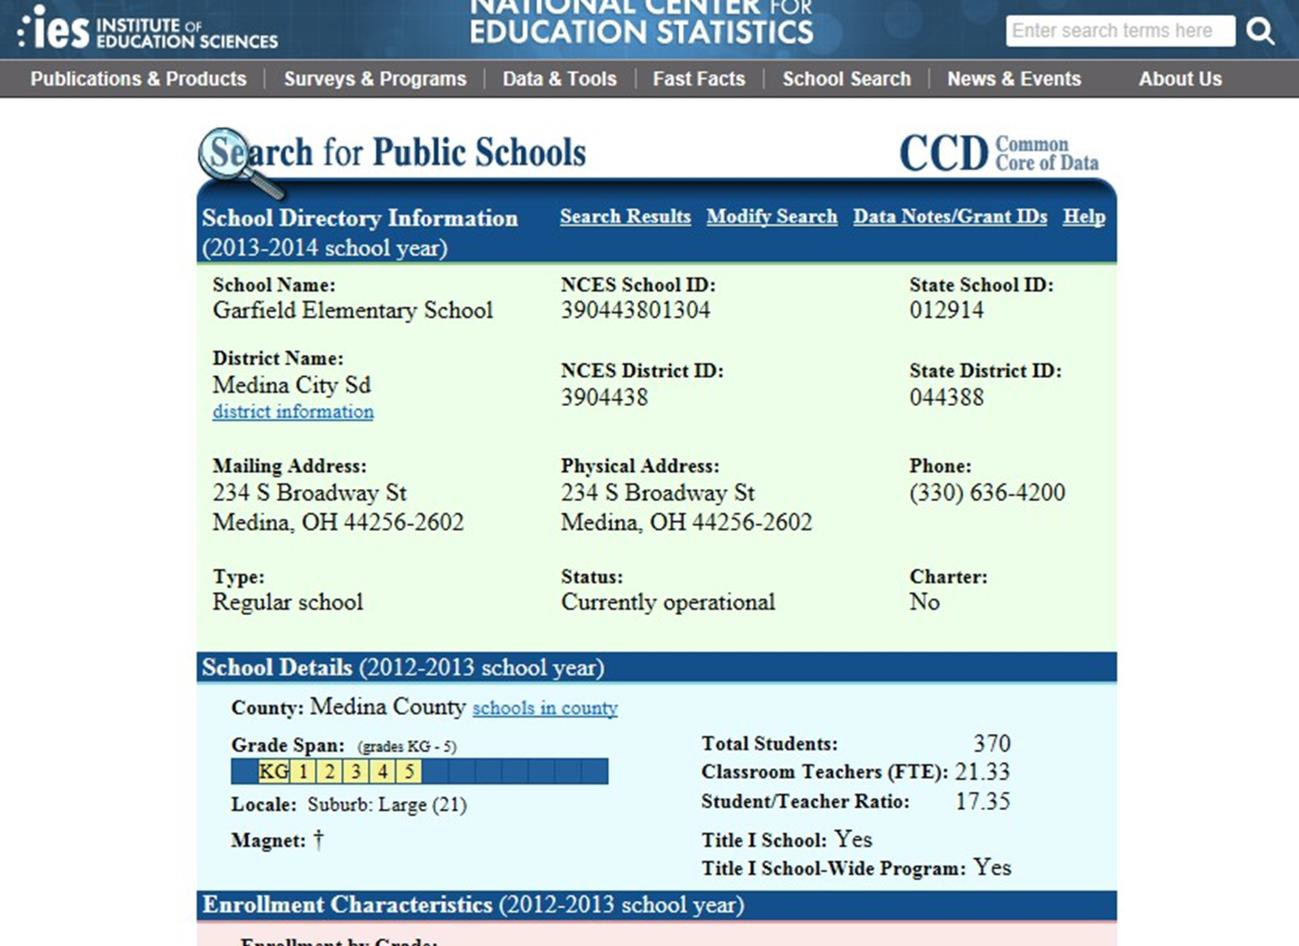 ies INSTITUTE OF EDUCATION SCIENCES
NATIONAL CENTER FOR
EDUCATION STATISTICS
Enter search terms here
Publications & Products | Surveys & Programs | Data & Tools | Fast Facts | School Search | News & Events About Us
Search for Public Schools
CCD Common Core of Data
School Directory Information
(2013-2014 school year)
Search Results Modify Search Data Notes/Grant IDs Help
School Name: NCES School ID: State School ID:
Garfield Elementary School 390443801304 012914
District Name: NCES District ID: State District ID:
Medina City Sd 3904438 044388
district information
Mailing Address: Physical Address: Phone:
234 S Broadway St 234 S Broadway St (330) 636-4200
Medina, OH 44256-2602 Medina, OH 44256-2602
Type: Status: Charter:
Regular school Currently operational No
School Details (2012-2013 school year)
County: Medina County schools in county
Grade Span: (grades KG - 5)
KG 1 2 3 4 5
Locale: Suburb: Large (21)
Magnet: †
Total Students: 370
Classroom Teachers (FTE): 21.33
Student/Teacher Ratio: 17.35
Title I School: Yes
Title I School-Wide Program: Yes
Enrollment Characteristics (2012-2013 school year)
Enrollment by Grade: